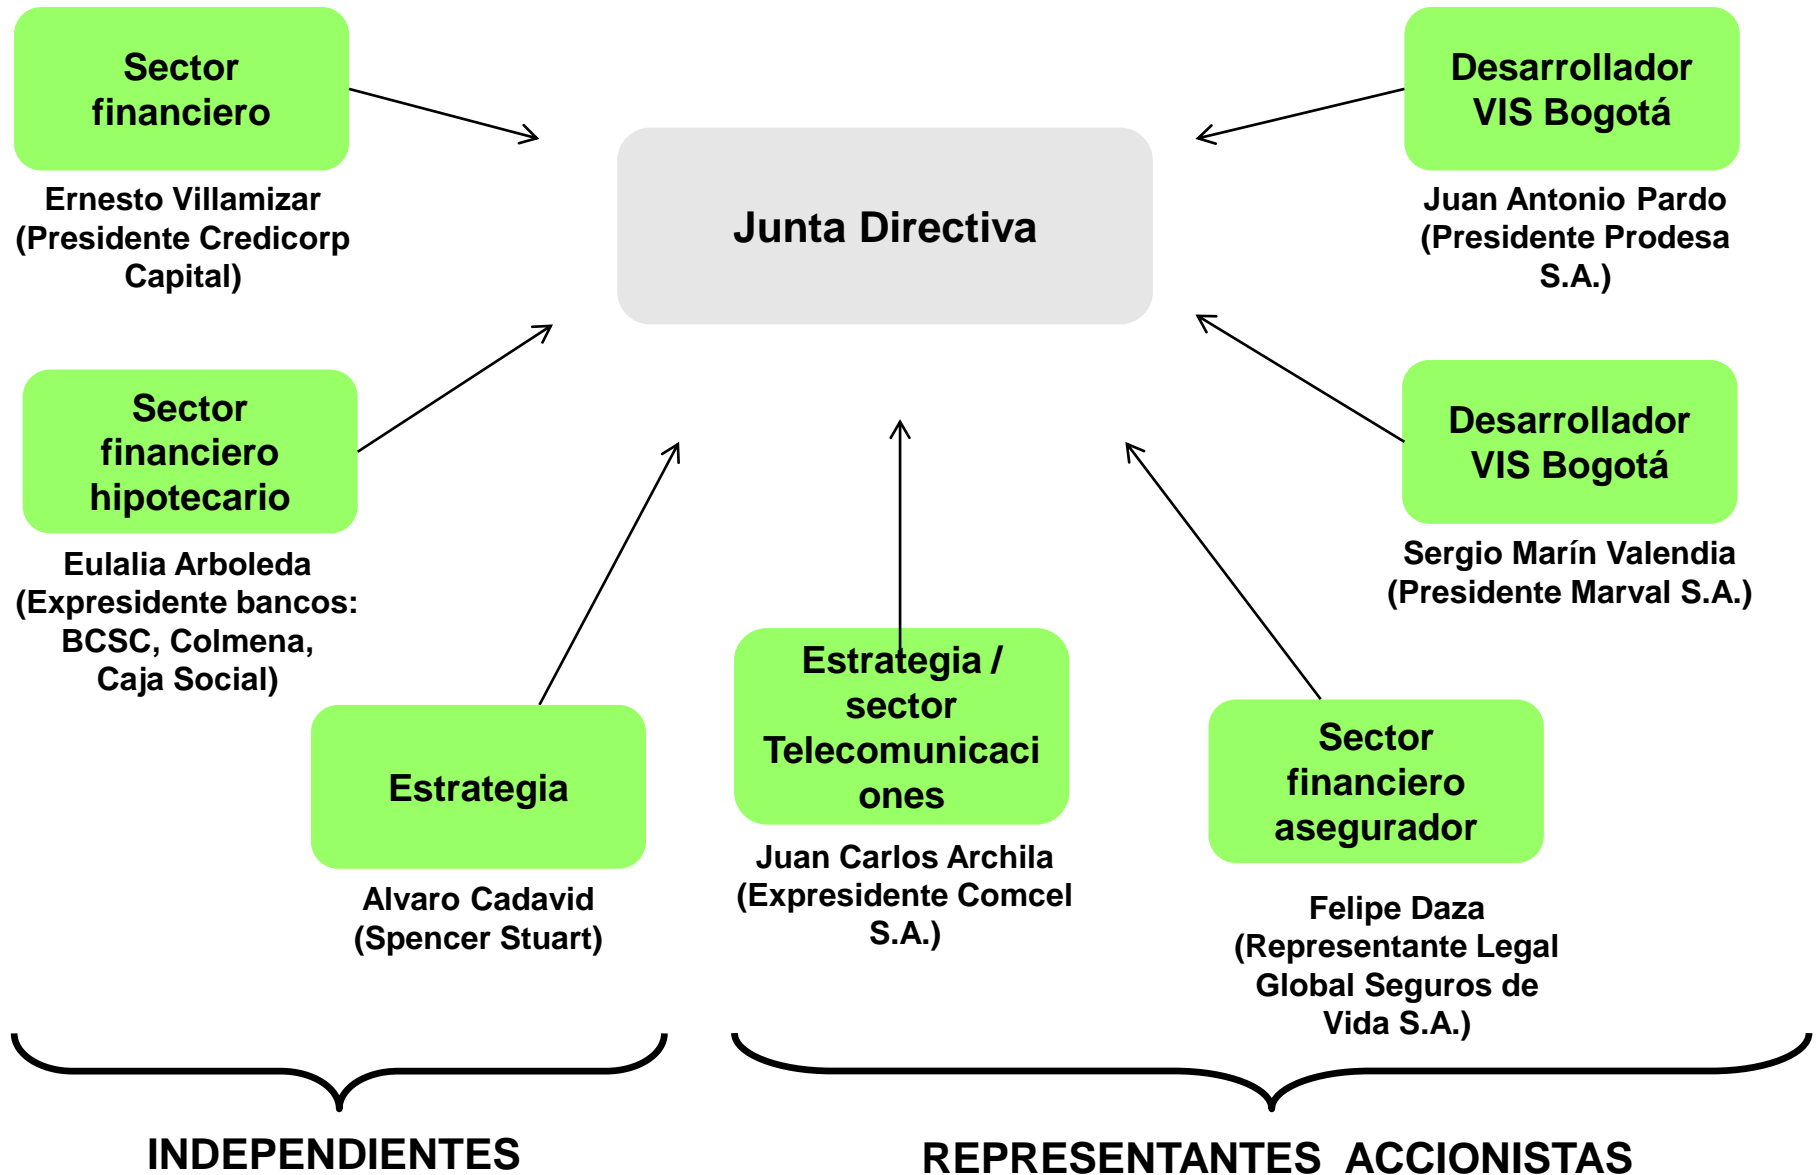 Sector
financiero
Ernesto Villamizar
(Presidente Credicorp
Capital)
Desarrollador
VIS Bogotá
Juan Antonio Pardo
(Presidente Prodesa
S.A.)
Junta Directiva
Sector
financiero
hipotecario
Eulalia Arboleda
(Expresidente bancos:
BCSC, Colmena,
Caja Social)
Desarrollador
VIS Bogotá
Sergio Marín Valendia
(Presidente Marval S.A.)
Estrategia
Alvaro Cadavid
(Spencer Stuart)
Estrategia /
sector
Telecomunicaci
ones
Juan Carlos Archila
(Expresidente Comcel
S.A.)
Sector
financiero
asegurador
Felipe Daza
(Representante Legal
Global Seguros de
Vida S.A.)
INDEPENDIENTES
REPRESENTANTES ACCIONISTAS